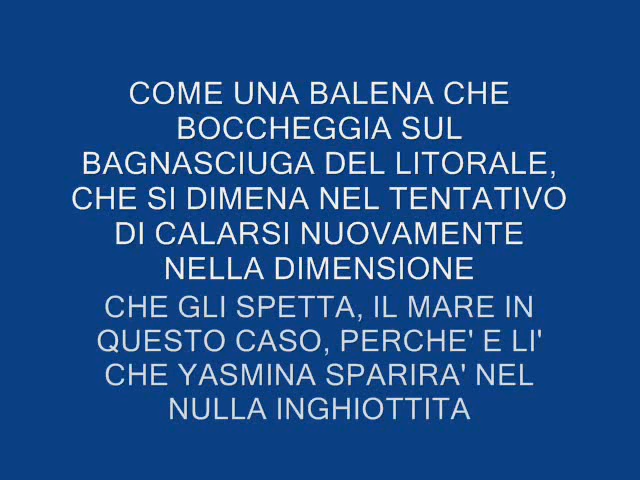 COME UNA BALENA CHE
BOCCHEGGIA SUL
BAGNASCIUGA DEL LITORALE,
CHE SI DIMENA NEL TENTATIVO
DI CALARSI NUOVAMENTE
NELLA DIMENSIONE
CHE GLI SPETTA, IL MARE IN
QUESTO CASO, PERCHE' E LI'
CHE YASMINA SPARIRA' NEL
NULLA INGHIOTTITA